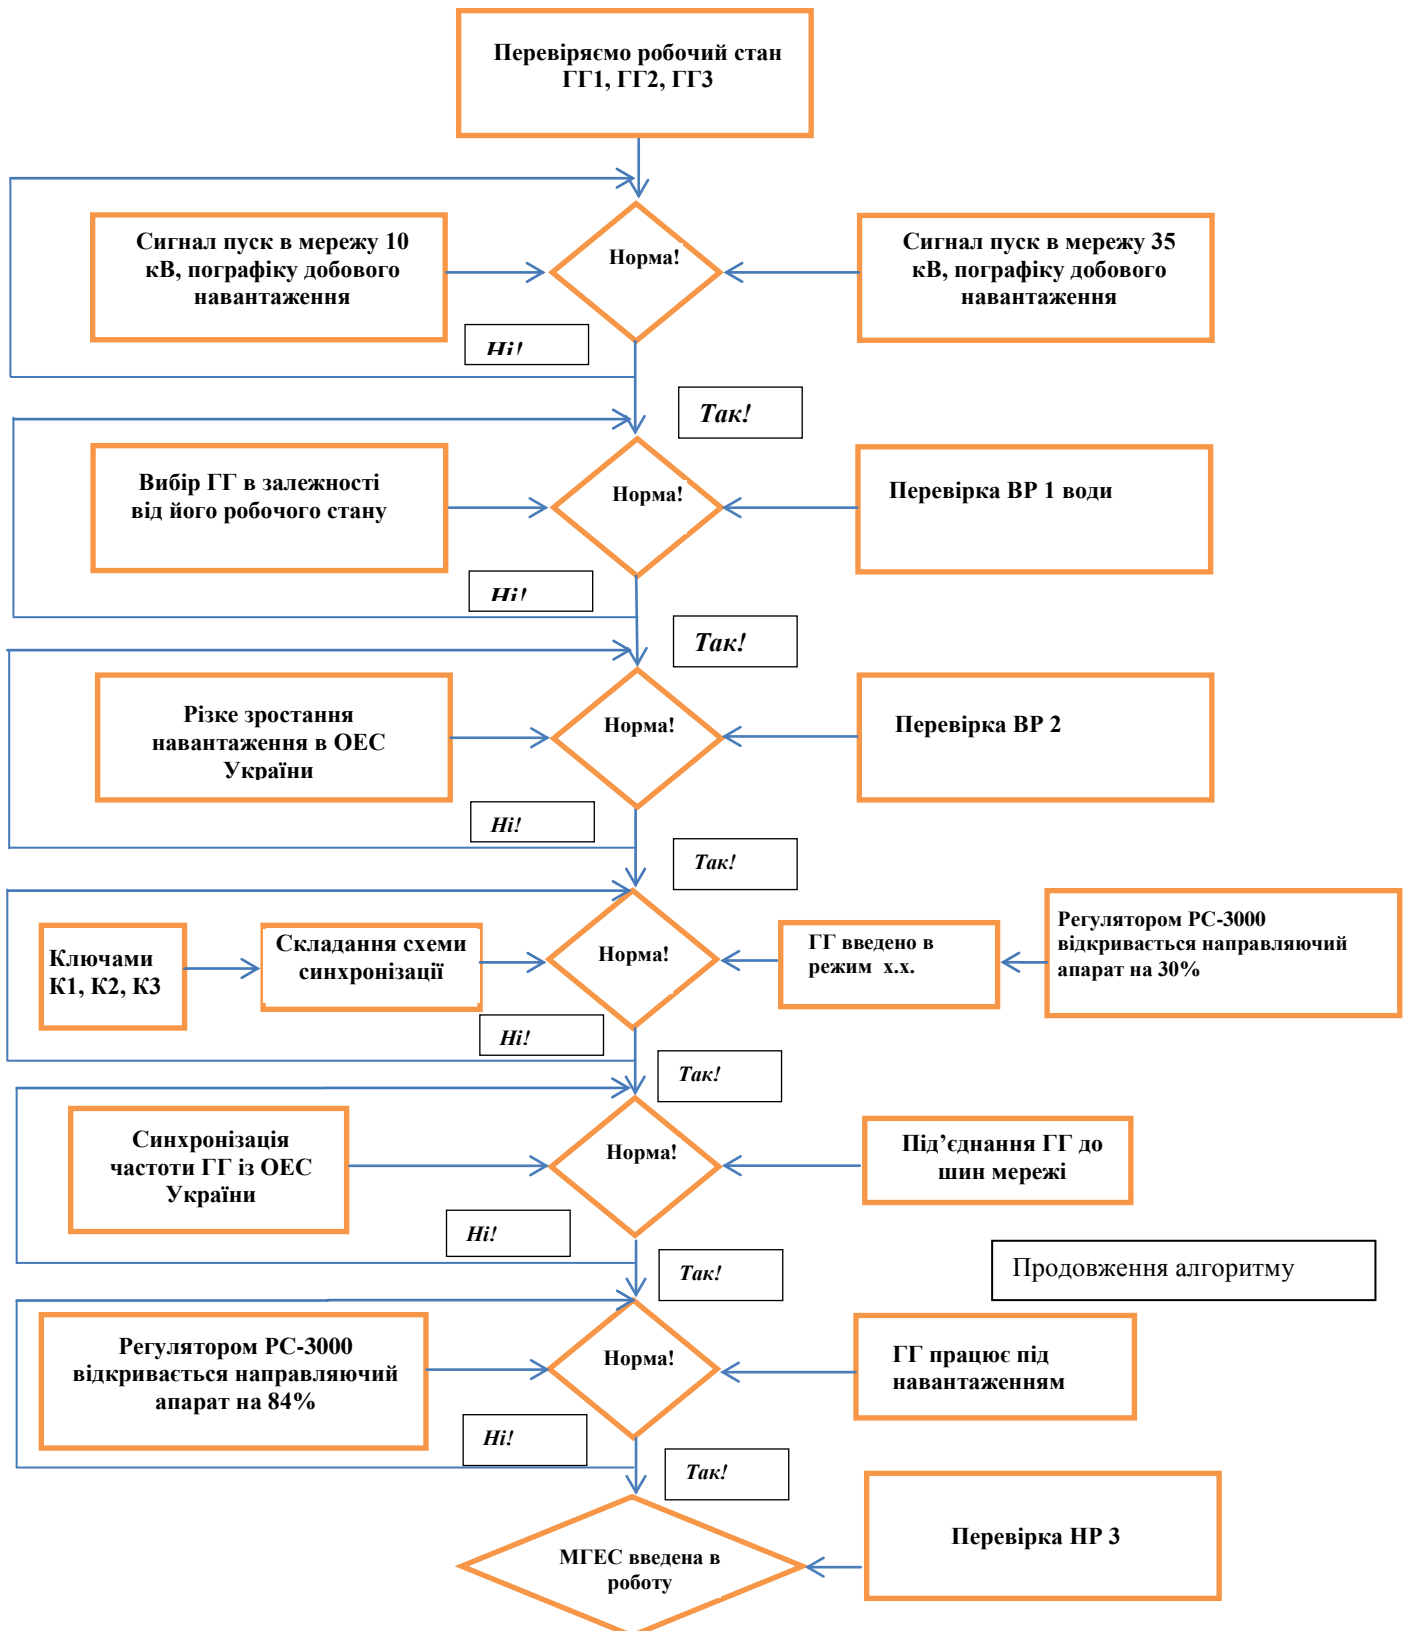 Перевіряємо робочий стан
ГГ1, ГГ2, ГГ3
Сигнал пуск в мережу 10
кВ, пографіку добового
навантаження
Норма!
Сигнал пуск в мережу 35
кВ, пографіку добового
навантаження
Ні!
Так!
Вибір ГГ в залежності
від його робочого стану
Норма!
Перевірка ВР 1 води
Ні!
Так!
Різке зростання
навантаження в ОЕС
України
Норма!
Перевірка ВР 2
Ні!
Так!
Ключами
К1, К2, К3
Складання схеми
синхронізації
Норма!
ГГ введено в
режим х.х.
Регулятором РС-3000
відкривається направляючий
апарат на 30%
Ні!
Так!
Синхронізація
частоти ГГ із ОЕС
України
Норма!
Під’єднання ГГ до
шин мережі
Ні!
Так!
Продовження алгоритму
Регулятором РС-3000
відкривається направляючий
апарат на 84%
Норма!
ГГ працює під
навантаженням
Ні!
Так!
МГЕС введена в
роботу
Перевірка НР 3